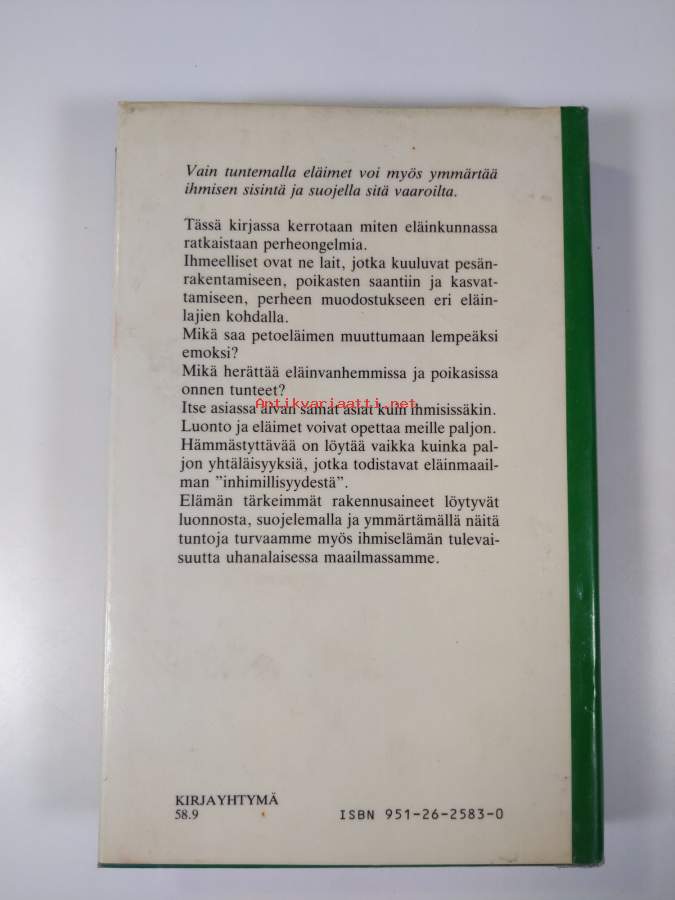 Vain tuntemalla eläimet voi myös ymmärtää
ihmisen sisintä ja suojella sitä vaaroilta.
Tässä kirjassa kerrotaan miten eläinkunnassa
ratkaistaan perheongelmia.
Ihmeelliset ovat ne lait, jotka kuuluvat pesän-
rakentamiseen, poikasten saantiin ja kasvat-
tamiseen, perheen muodostukseen eri eläin-
lajien kohdalla.
Mikä saa petoeläimen muuttumaan lempeäksi
emoksi?
Mikä herättää eläinvanhemmissa ja poikasissa
onnen tunteet?
Antikvariaatti.net
Itse asiassa aivan samat asiat kuin ihmisissäkin.
Luonto ja eläimet voivat opettaa meille paljon.
Hämmästyttävää on löytää vaikka kuinka pal-
jon yhtäläisyyksiä, jotka todistavat eläinmaail-
man ”inhimillisyydestä”.
Elämän tärkeimmät rakennusaineet löytyvät
luonnosta, suojelemalla ja ymmärtämällä näitä
tuntoja turvaamme myös ihmiselämän tulevai-
suutta uhanalaisessa maailmassamme.
KIRJAYHTYMÄ
58.9
ISBN 951-26-2583-0